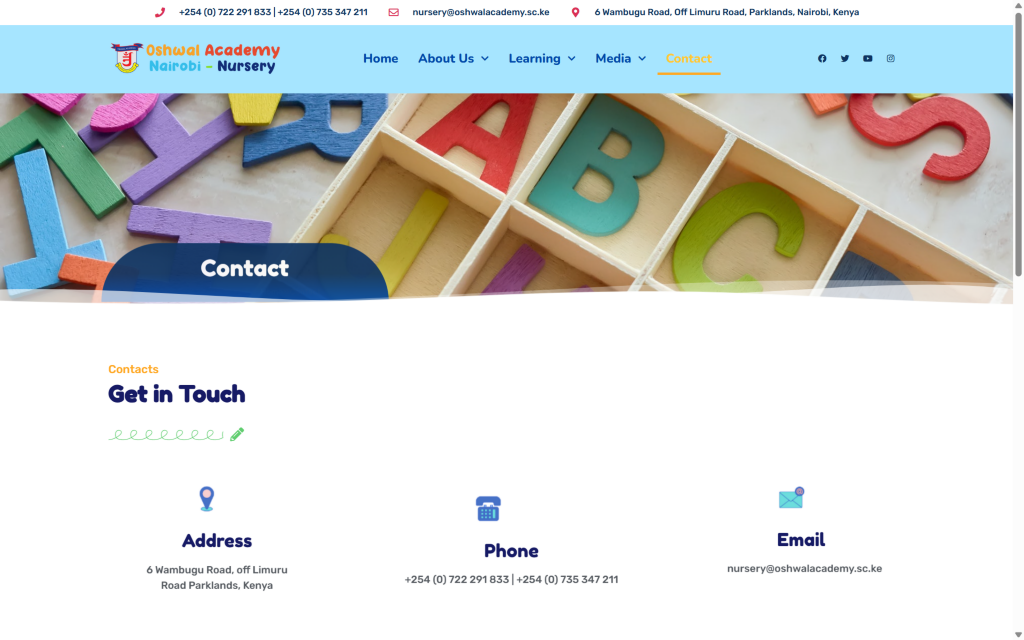 +254 (0) 722 291 833 | +254 (0) 735 347 211 nursery@oshwalacademy.sc.ke 6 Wambugu Road, Off Limuru Road, Parklands, Nairobi, Kenya
Oshwal Academy
Nairobi - Nursery
Home About Us Learning Media Contact
A B C S
Contact
Contacts
Get in Touch
Address
6 Wambugu Road, off Limuru
Road Parklands, Kenya
Phone
+254 (0) 722 291 833 | +254 (0) 735 347 211
Email
nursery@oshwalacademy.sc.ke